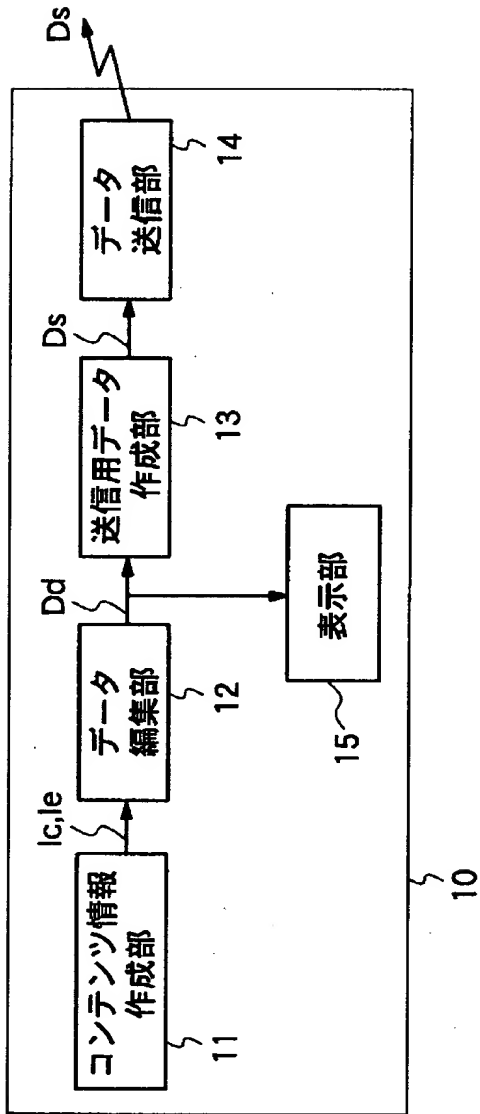 コンテンツ情報
作成部
11
Ic,Ie
データ
編集部
12
Dd
送信用データ
作成部
13
Ds
データ
送信部
14
Ds
表示部
15
10